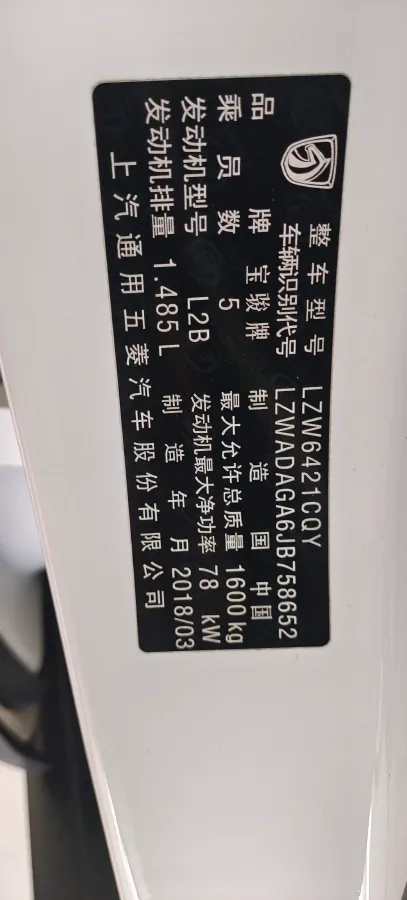 整车型号 LZW6421CQY
车辆识别代号 LZWADAGA6JB758652
品牌 宝骏牌 制造国 中国
乘员数 5 最大允许总质量 1600kg
发动机型号 L2B 发动机最大净功率 78 kW
发动机排量 1.485L 制造年月 2018/03
上汽通用五菱汽车股份有限公司